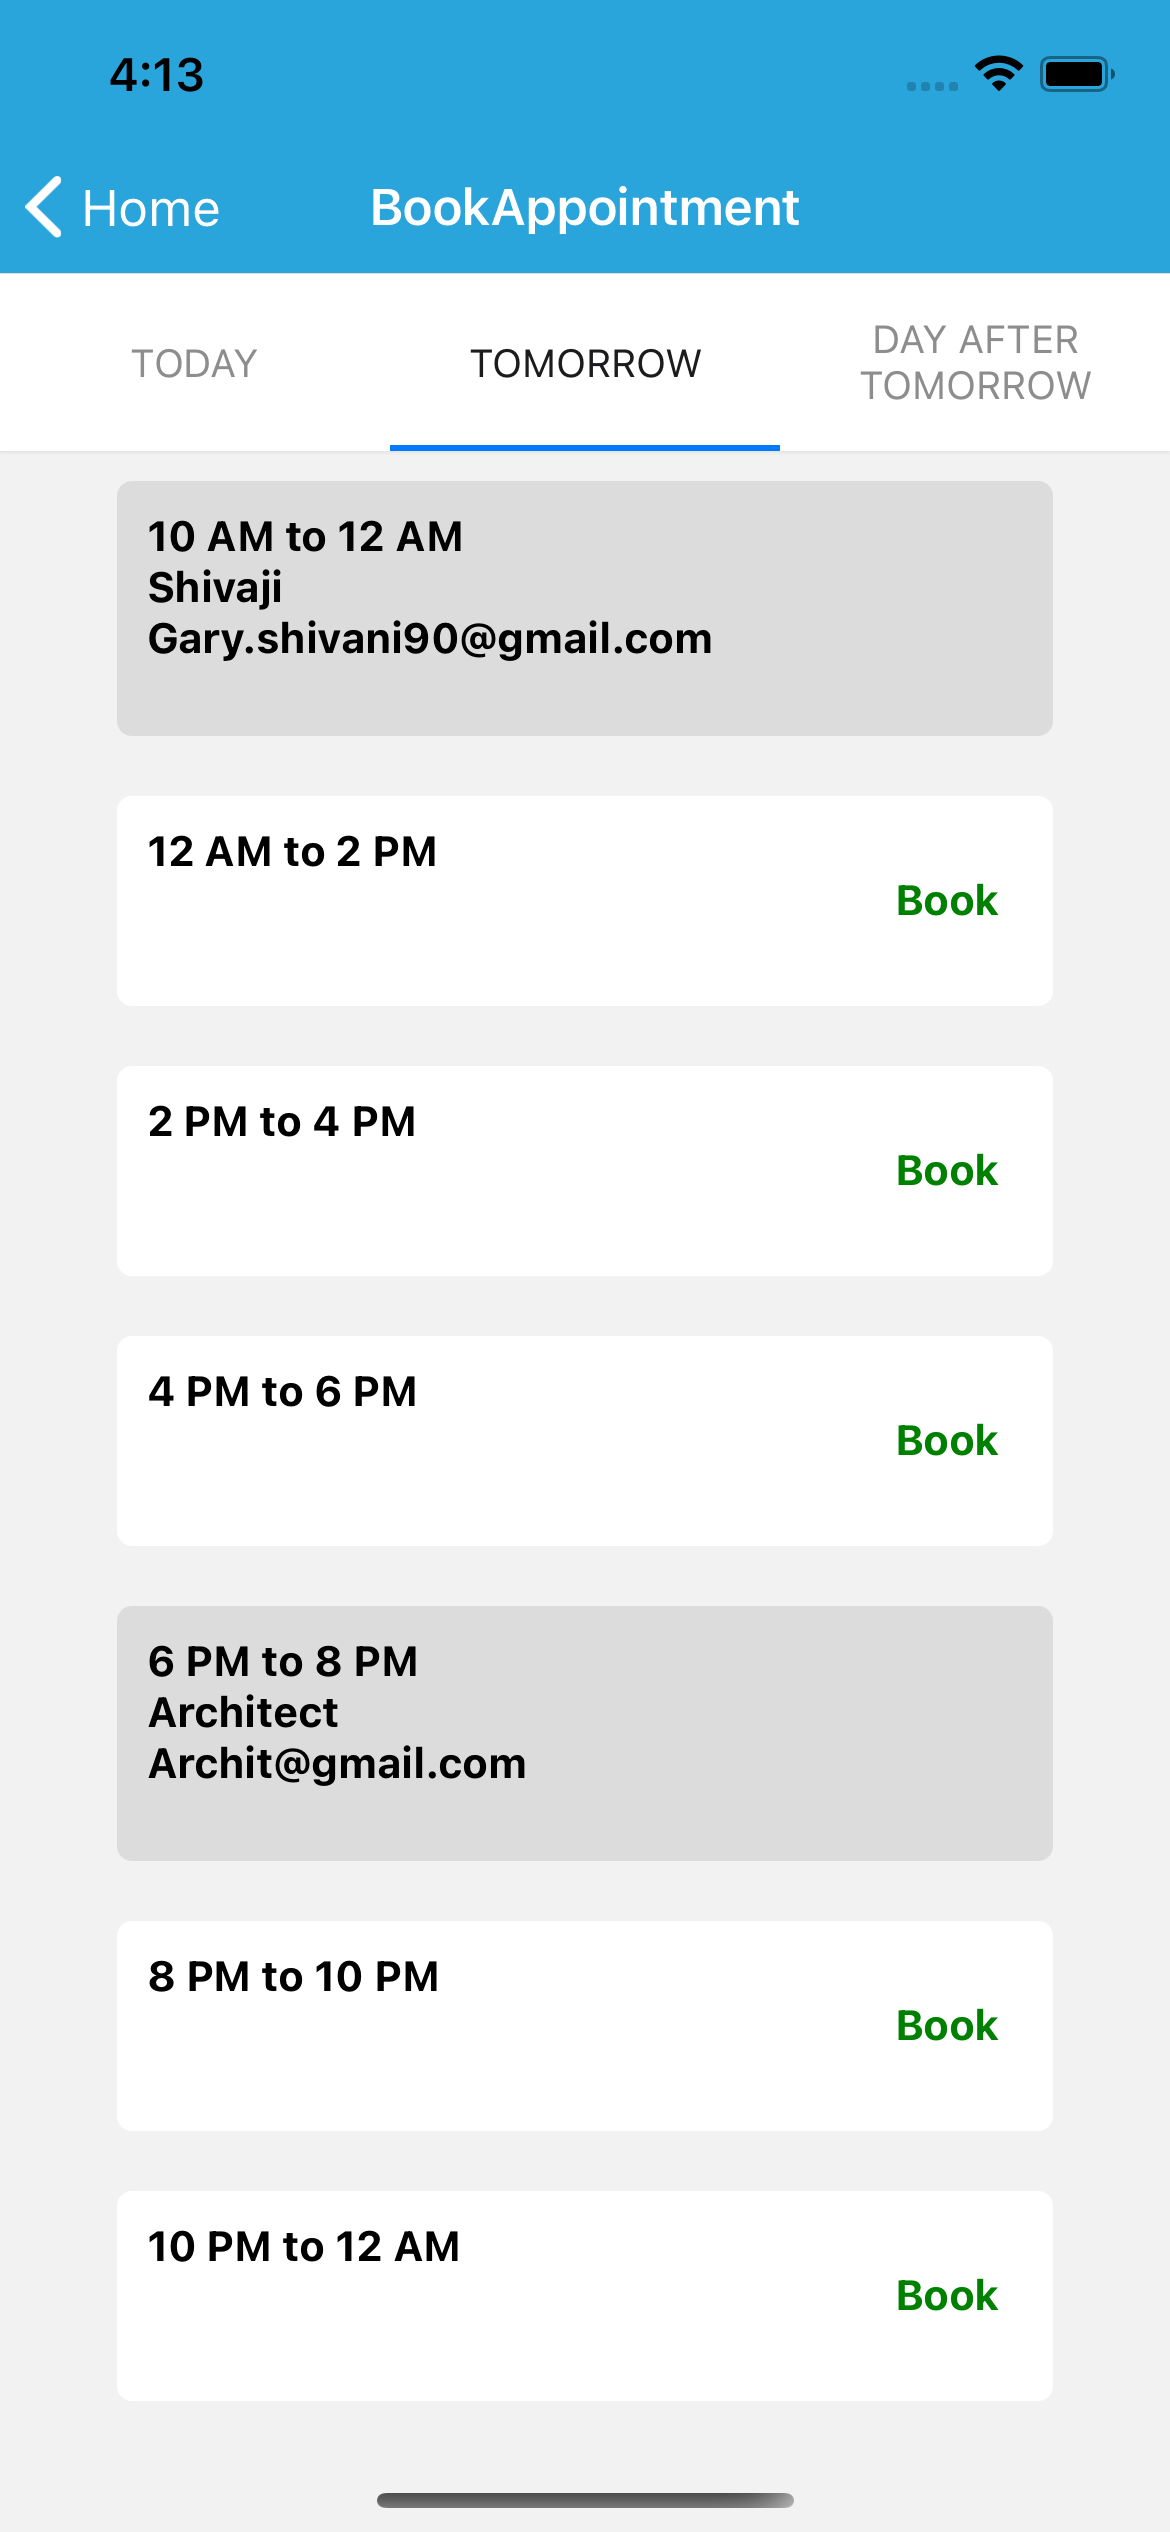 4:13
Home
BookAppointment
TODAY
TOMORROW
DAY AFTER
TOMORROW
10 AM to 12 AM
Shivaji
Gary.shivani90@gmail.com
12 AM to 2 PM
Book
2 PM to 4 PM
Book
4 PM to 6 PM
Book
6 PM to 8 PM
Architect
Archit@gmail.com
8 PM to 10 PM
Book
10 PM to 12 AM
Book